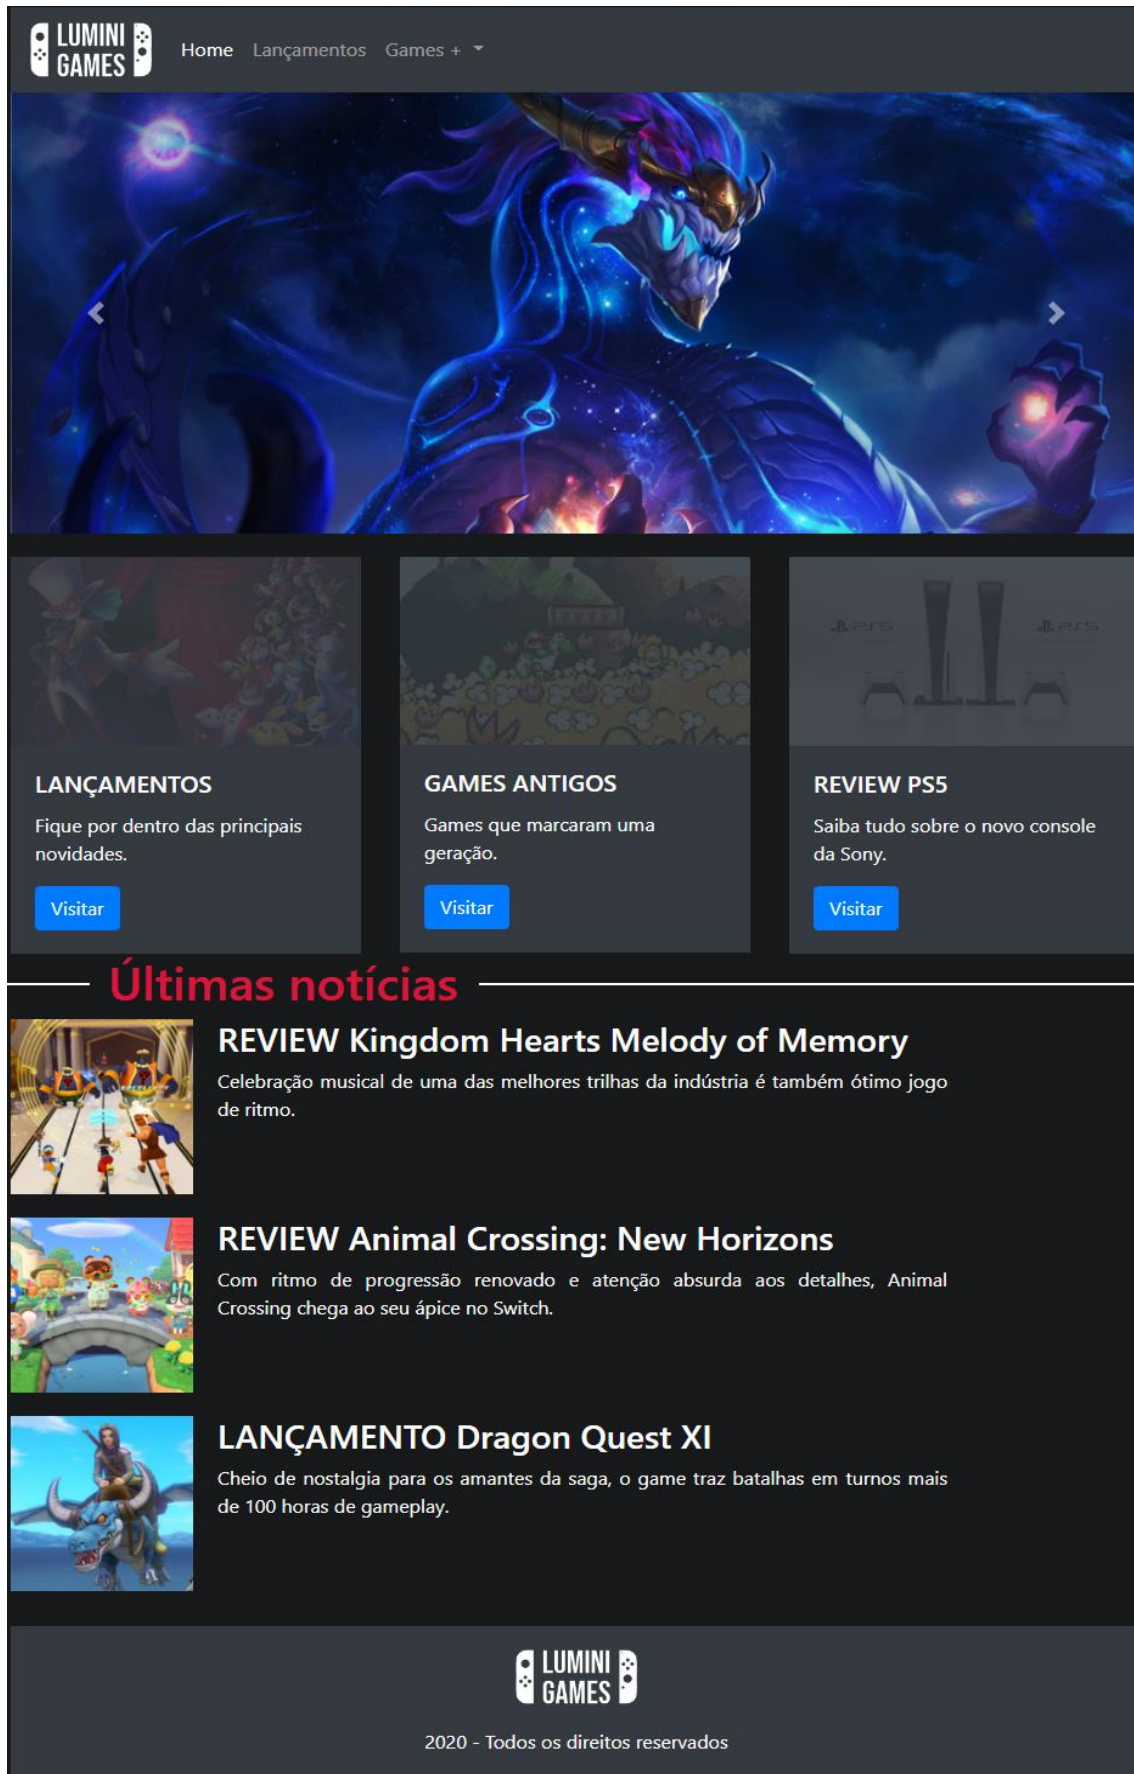 LUMINI
GAMES
Home Lançamentos Games +
PS5 PS5
LANÇAMENTOS
Fique por dentro das principais
novidades.
Visitar
GAMES ANTIGOS
Games que marcaram uma
geração.
Visitar
REVIEW PS5
Saiba tudo sobre o novo console
da Sony.
Visitar
Últimas notícias
REVIEW Kingdom Hearts Melody of Memory
Celebração musical de uma das melhores trilhas da indústria é também ótimo jogo
de ritmo.
REVIEW Animal Crossing: New Horizons
Com ritmo de progressão renovado e atenção absurda aos detalhes, Animal
Crossing chega ao seu ápice no Switch.
LANÇAMENTO Dragon Quest XI
Cheio de nostalgia para os amantes da saga, o game traz batalhas em turnos mais
de 100 horas de gameplay.
LUMINI
GAMES
2020 - Todos os direitos reservados